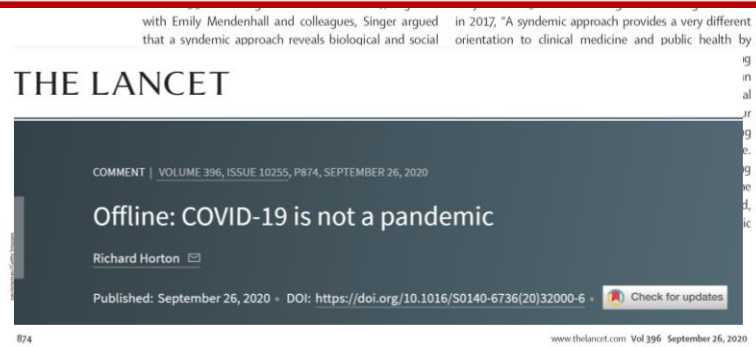 with Emily Mendenhall and colleagues, Singer argued
that a syndemic approach reveals biological and social
in 2017, “A syndemic approach provides a very different
orientation to clinical medicine and public health by
THE LANCET
COMMENT | VOLUME 396, ISSUE 10255, P874, SEPTEMBER 26, 2020
Offline: COVID-19 is not a pandemic
Richard Horton
Published: September 26, 2020 • DOI: https://doi.org/10.1016/S0140-6736(20)32000-6 •
Check for updates
874
www.thelancet.com Vol 396 September 26, 2020